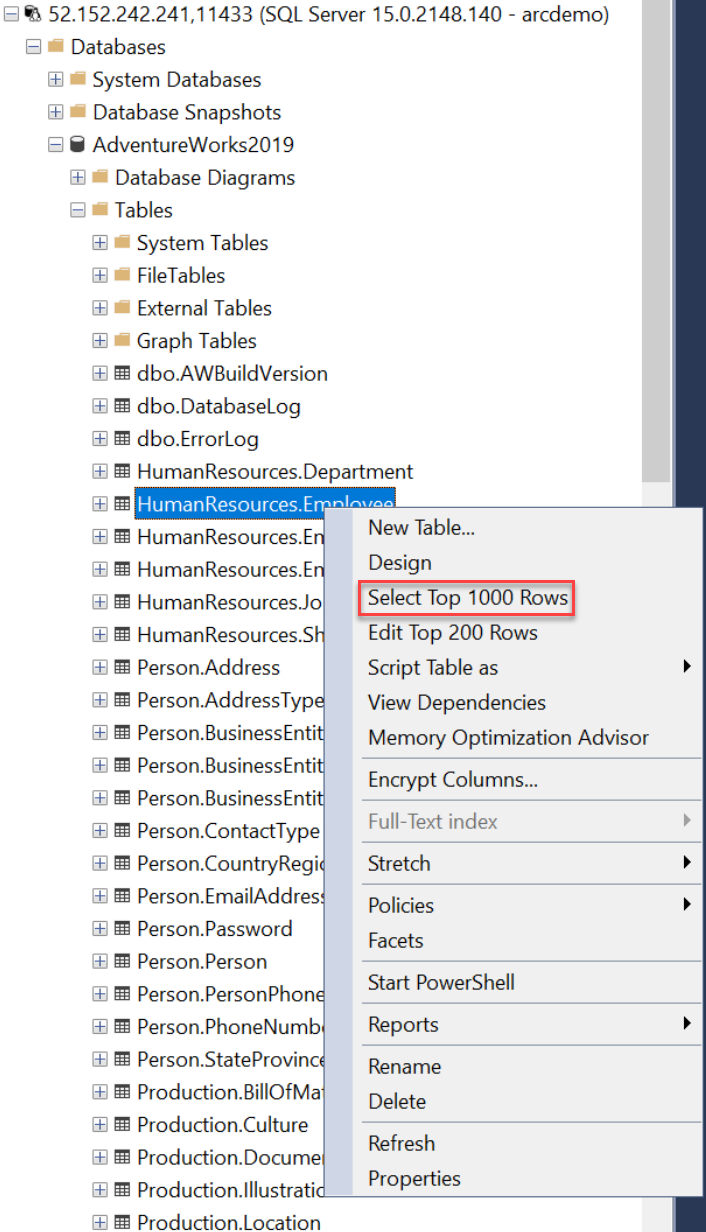 52.152.242.241,11433 (SQL Server 15.0.2148.140 - arcdemo)
Databases
System Databases
Database Snapshots
AdventureWorks2019
Database Diagrams
Tables
System Tables
FileTables
External Tables
Graph Tables
dbo.AWBuildVersion
dbo.DatabaseLog
dbo.ErrorLog
HumanResources.Department
HumanResources.Employee
HumanResources.En
HumanResources.En
HumanResources.Jo
HumanResources.Sh
Person.Address
Person.AddressType
Person.BusinessEntit
Person.BusinessEntit
Person.BusinessEntit
Person.ContactType
Person.CountryRegio
Person.EmailAddress
Person.Password
Person.Person
Person.PersonPhone
Person.PhoneNumbe
Person.StateProvince
Production.BillOfMat
Production.Culture
Production.Documen
Production.Illustratio
Production.Location
New Table...
Design
Select Top 1000 Rows
Edit Top 200 Rows
Script Table as
View Dependencies
Memory Optimization Advisor
Encrypt Columns...
Full-Text index
Stretch
Policies
Facets
Start PowerShell
Reports
Rename
Delete
Refresh
Properties